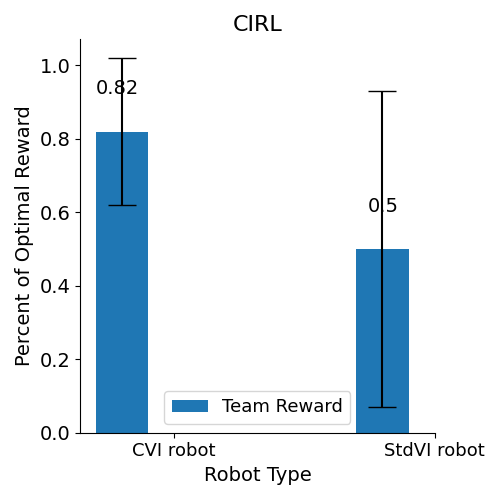 CIRL
Percent of Optimal Reward
1.0
0.8
0.6
0.4
0.2
0.0
0.82
0.5
Team Reward
CVI robot
StdVI robot
Robot Type